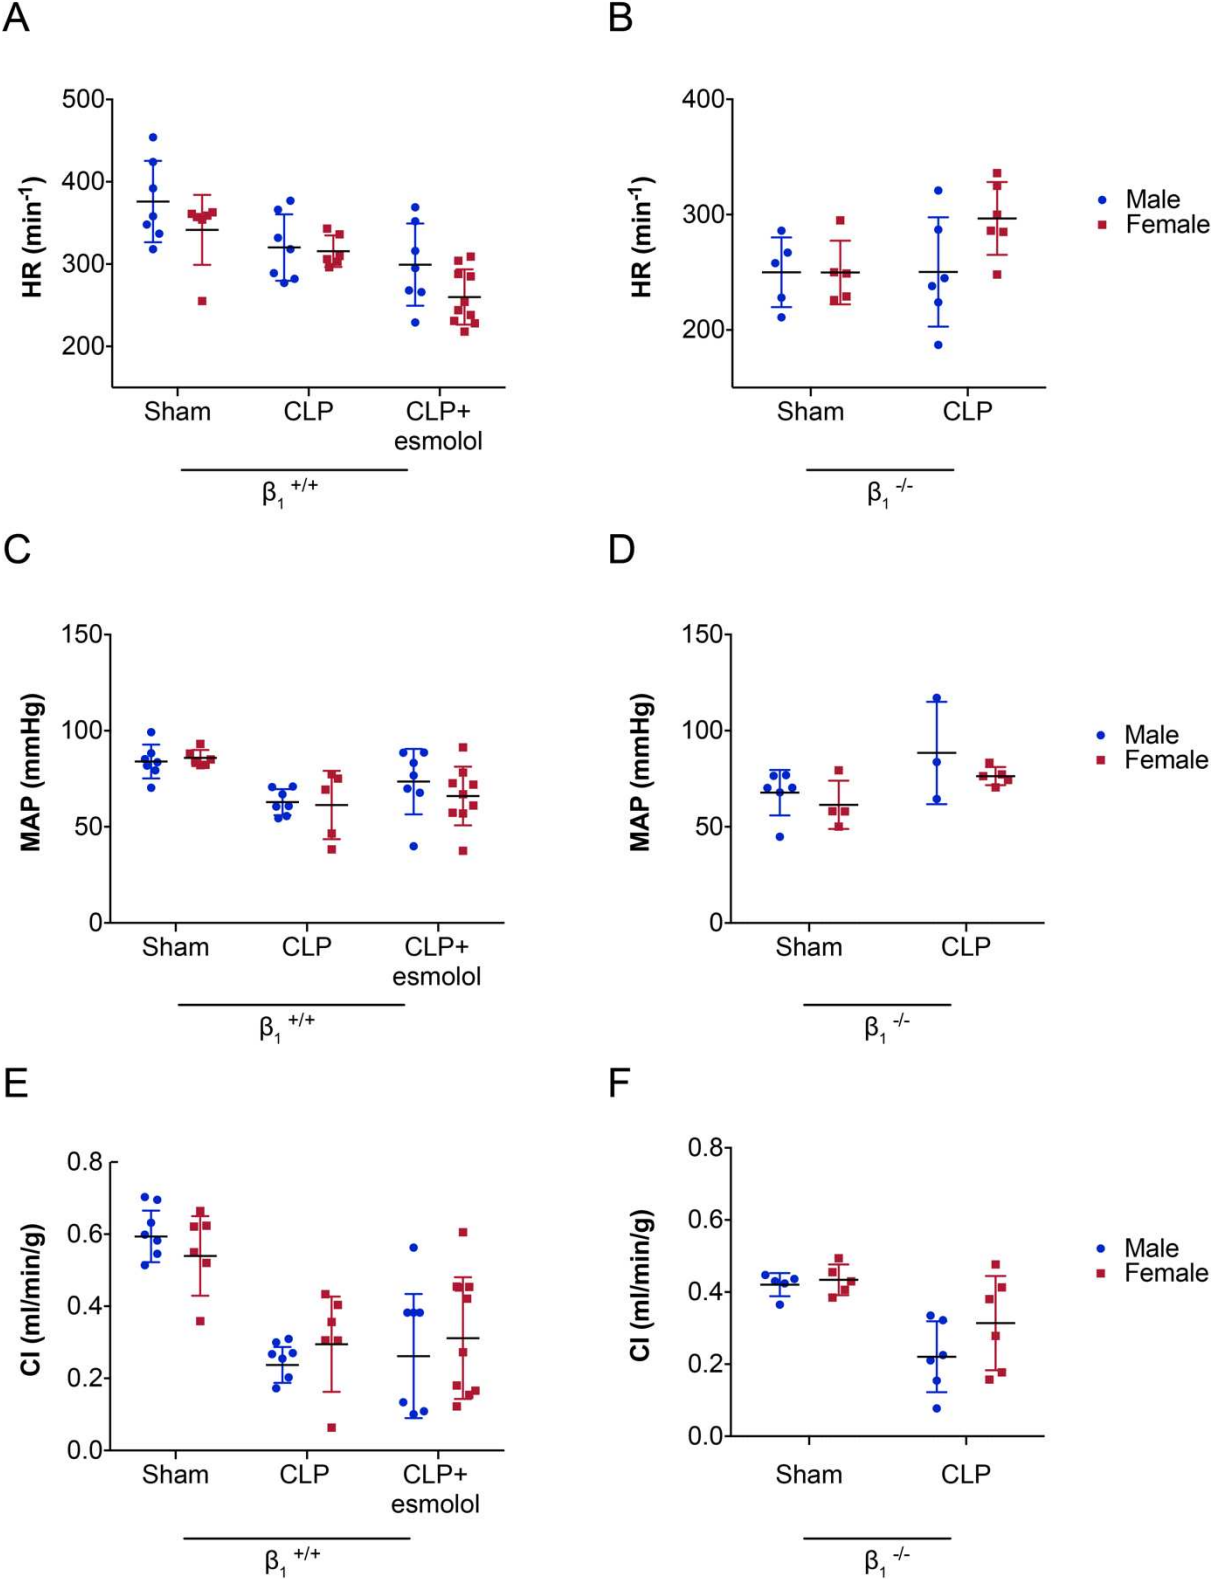 A
B
HR (min⁻¹)
500
400
300
200
Sham
CLP
CLP+
esmolol
β₁ ⁺/⁺
HR (min⁻¹)
400
300
200
Sham
CLP
β₁ ⁻/⁻
Male
Female
C
D
MAP (mmHg)
150
100
50
0
Sham
CLP
CLP+
esmolol
β₁ ⁺/⁺
MAP (mmHg)
150
100
50
0
Sham
CLP
β₁ ⁻/⁻
Male
Female
E
F
CI (ml/min/g)
0.8
0.6
0.4
0.2
0.0
Sham
CLP
CLP+
esmolol
β₁ ⁺/⁺
CI (ml/min/g)
0.8
0.6
0.4
0.2
0.0
Sham
CLP
β₁ ⁻/⁻
Male
Female